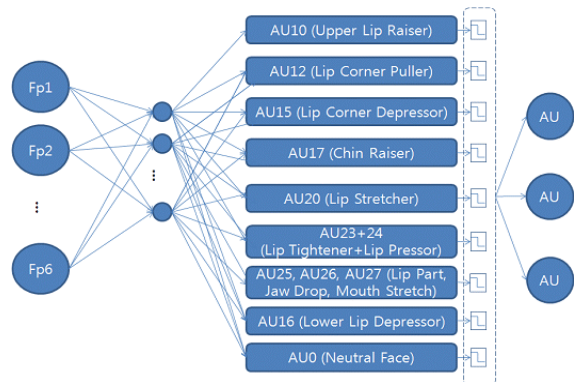 AU10 (Upper Lip Raiser)
AU12 (Lip Corner Puller)
AU15 (Lip Corner Depressor)
AU17 (Chin Raiser)
AU20 (Lip Stretcher)
AU23+24
(Lip Tightener+Lip Pressor)
AU25, AU26, AU27 (Lip Part,
Jaw Drop, Mouth Stretch)
AU16 (Lower Lip Depressor)
AU0 (Neutral Face)
Fp1
Fp2
Fp6
AU
AU
AU